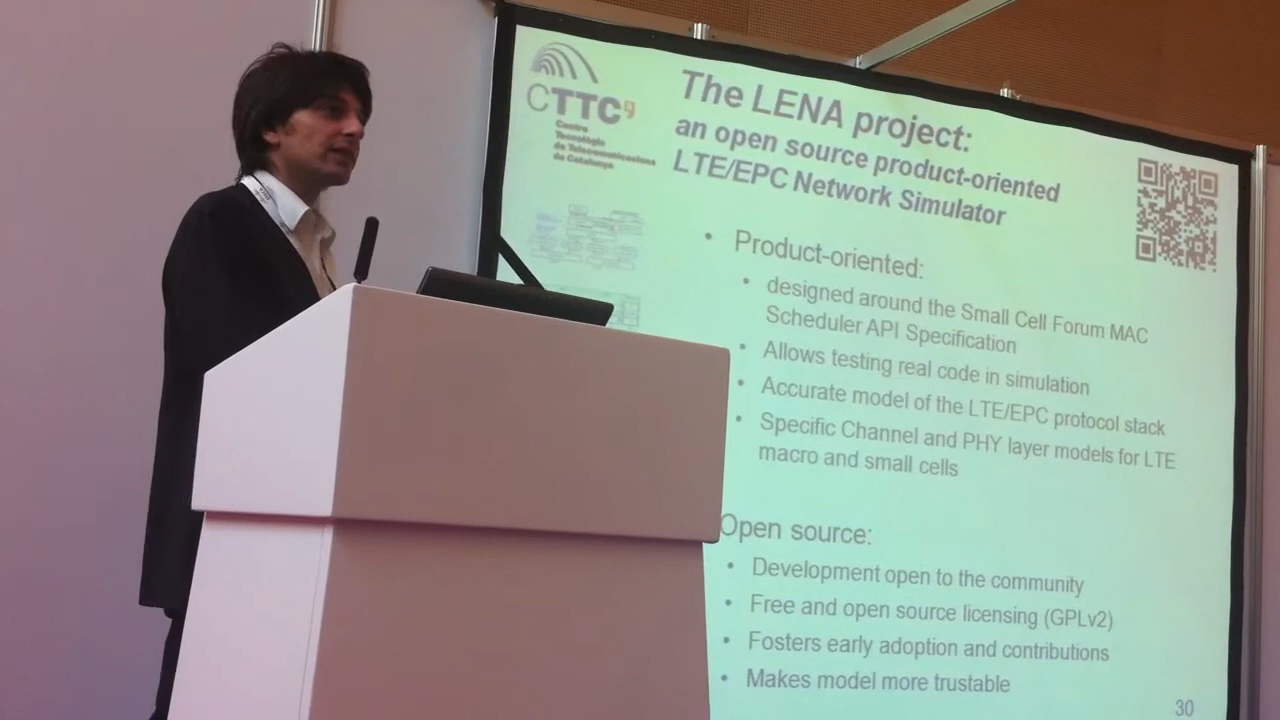 CTTC
Centre
Tecnològic
de Telecomunicacions
de Catalunya
The LENA project:
an open source product-oriented
LTE/EPC Network Simulator
• Product-oriented:
• designed around the Small Cell Forum MAC
Scheduler API Specification
• Allows testing real code in simulation
• Accurate model of the LTE/EPC protocol stack
• Specific Channel and PHY layer models for LTE
macro and small cells
Open source:
• Development open to the community
• Free and open source licensing (GPLv2)
• Fosters early adoption and contributions
• Makes model more trustable
30